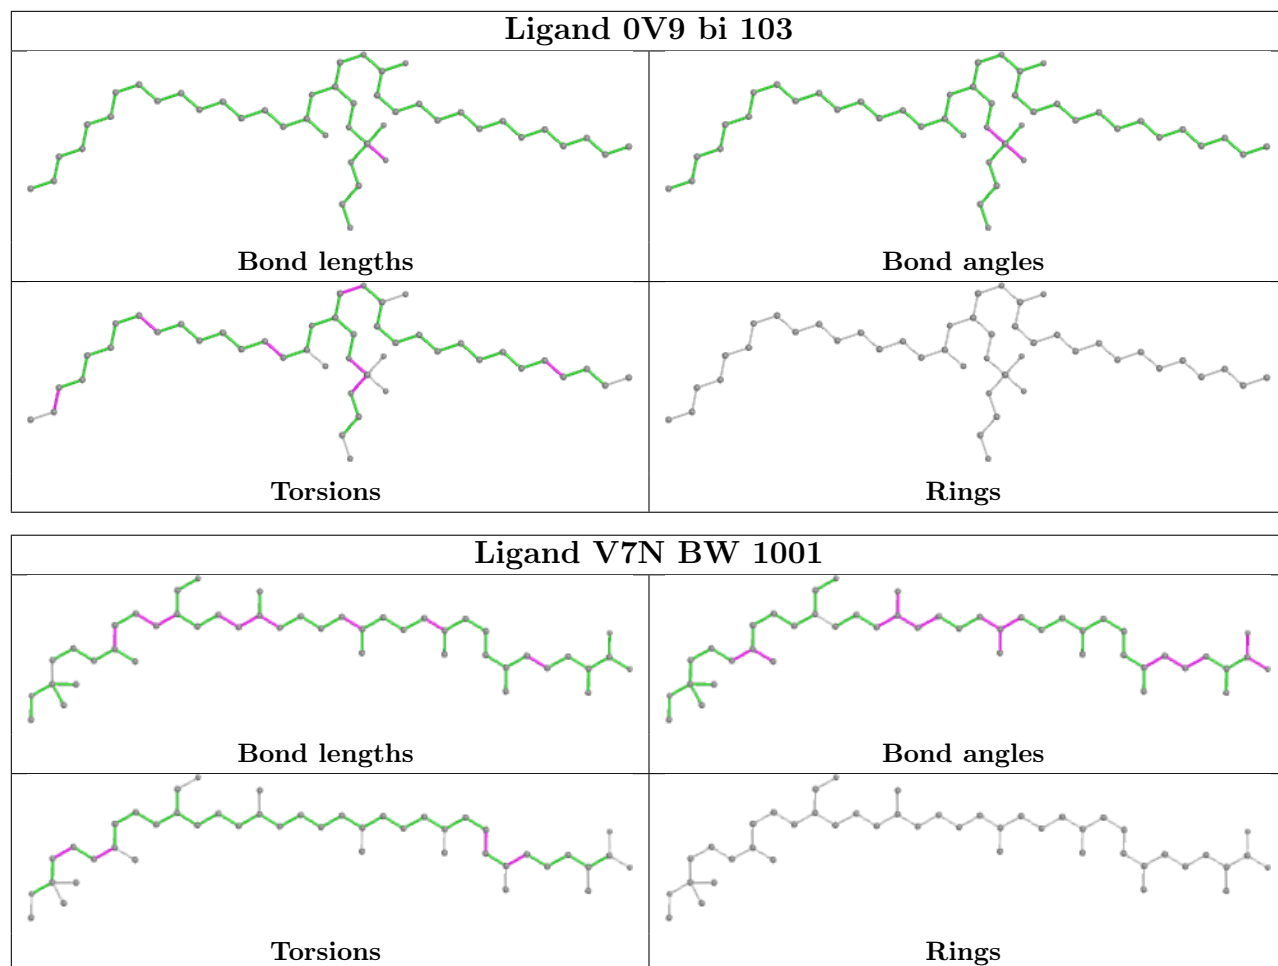 Ligand 0V9 bi 103
Bond lengths
Bond angles
Torsions
Rings
Ligand V7N BW 1001
Bond lengths
Bond angles
Torsions
Rings